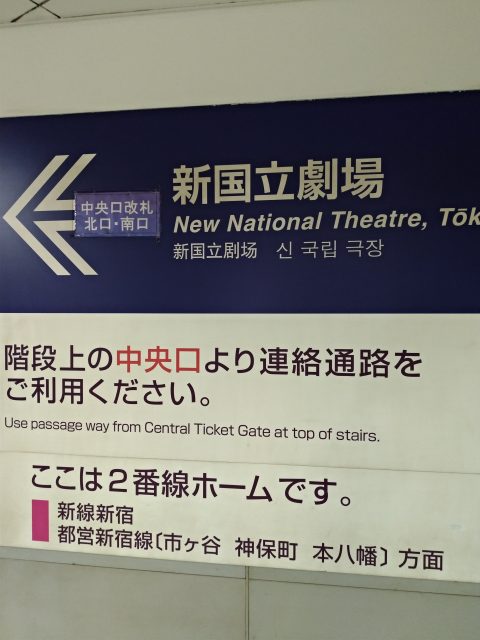 中央口改札
北口・南口
新国立劇場
New National Theatre, Tōk
新国立剧场 신 국립 극장
階段上の中央口より連絡通路を
ご利用ください。
Use passage way from Central Ticket Gate at top of stairs.
ここは2番線ホームです。
新線新宿
都営新宿線〔市ヶ谷 神保町 本八幡〕方面